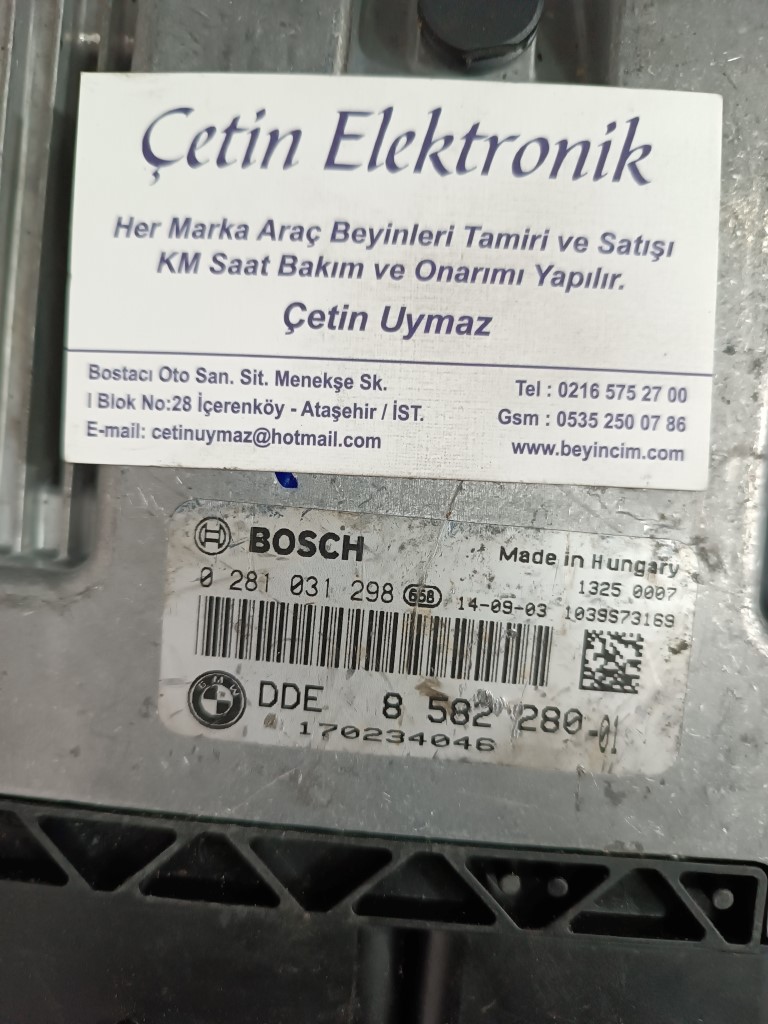 Çetin Elektronik
Her Marka Araç Beyinleri Tamiri ve Satışı
KM Saat Bakım ve Onarımı Yapılır.
Çetin Uymaz
Bostacı Oto San. Sit. Menekşe Sk.
I Blok No:28 İçerenköy - Ataşehir / İST.
E-mail: cetinuymaz@hotmail.com
Tel : 0216 575 27 00
Gsm : 0535 250 07 86
www.beyincim.com
BOSCH
Made in Hungary
0 281 031 298 658 14-09-03
1325 0007
1039S73169
BMW
DDE 8 582 280-01
170234046